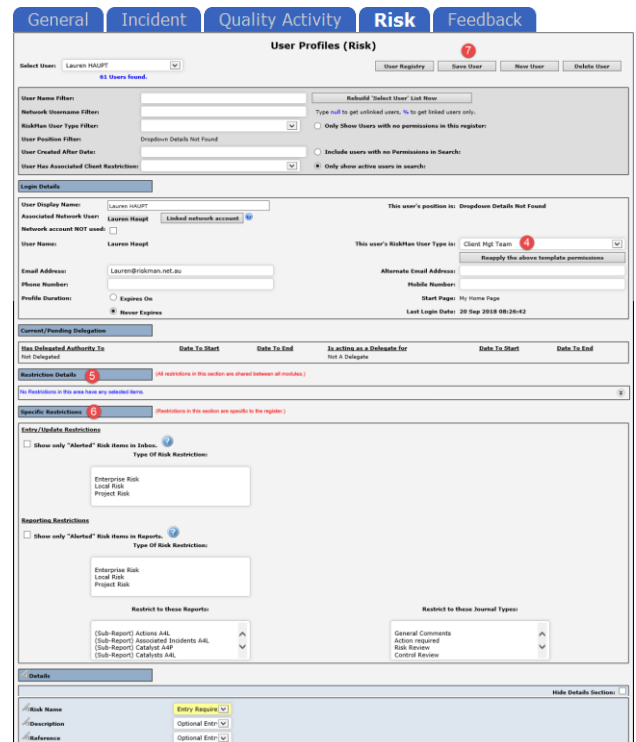 General Incident Quality Activity Risk Feedback
User Profiles (Risk)
7
Select User: Lauren HAUPT
User Registry Save User New User Delete User
61 Users found.
User Name Filter: Rebuild 'Select User' List Now
Network Username Filter: Type null to get unlinked users, % to get linked users only.
RiskMan User Type Filter: Only Show Users with no permissions in this register:
User Position Filter: Dropdown Details Not Found
User Created After Date: Include users with no Permissions in Search:
User Has Associated Client Restriction: Only show active users in search:
Login Details
User Display Name: Lauren HAUPT This user's position is: Dropdown Details Not Found
Associated Network User: Lauren Haupt Linked network account
Network account NOT used:
User Name: Lauren Haupt This user's RiskMan User Type is: Client Mgt Team 4
Reapply the above template permissions
Email Address: Lauren@riskman.net.au Alternate Email Address:
Phone Number: Mobile Number:
Profile Duration: Expires On Start Page: My Home Page
Never Expires Last Login Date: 20 Sep 2018 08:26:42
Current/Pending Delegation
Has Delegated Authority To Date To Start Date To End Is acting as a Delegate for Date To Start Date To End
Not Delegated Not A Delegate
Restriction Details 5 (All restrictions in this section are shared between all modules.)
No Restrictions in this area have any selected items.
Specific Restrictions 6 (Restrictions in this section are specific to the register.)
Entry/Update Restrictions
Show only "Alerted" Risk items in Inbox. ?
Type Of Risk Restriction:
Enterprise Risk
Local Risk
Project Risk
Reporting Restrictions
Show only "Alerted" Risk items in Reports. ?
Type Of Risk Restriction:
Enterprise Risk
Local Risk
Project Risk
Restrict to these Reports: Restrict to these Journal Types:
(Sub-Report) Actions A4L General Comments
(Sub-Report) Associated Incidents A4L Action required
(Sub-Report) Catalyst A4P Risk Review
(Sub-Report) Catalysts A4L Control Review
Details
Hide Details Section:
Risk Name Entry Require
Description Optional Entr
Reference Optional Entr